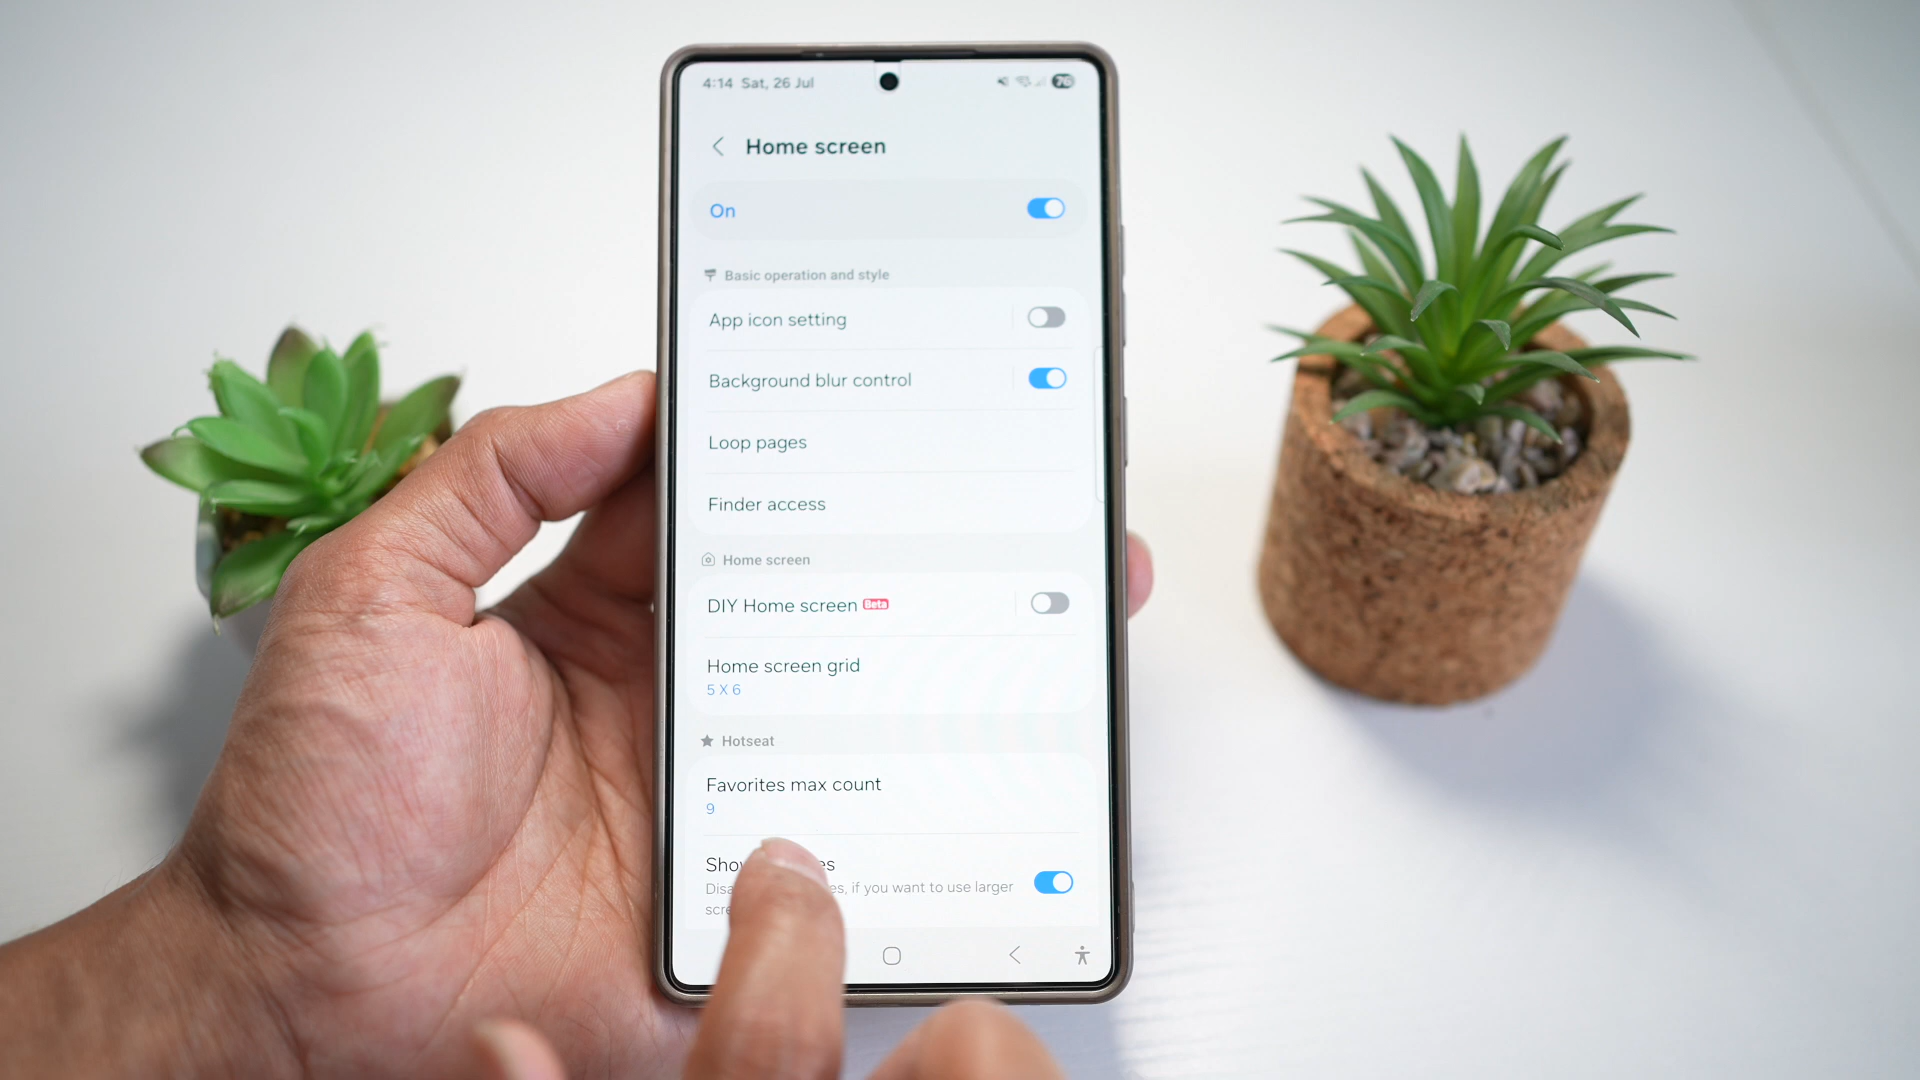 4:14 Sat, 26 Jul
76
Home screen
On
Basic operation and style
App icon setting
Background blur control
Loop pages
Finder access
Home screen
DIY Home screen Beta
Home screen grid
5 X 6
Hotseat
Favorites max count
9
if you want to use larger